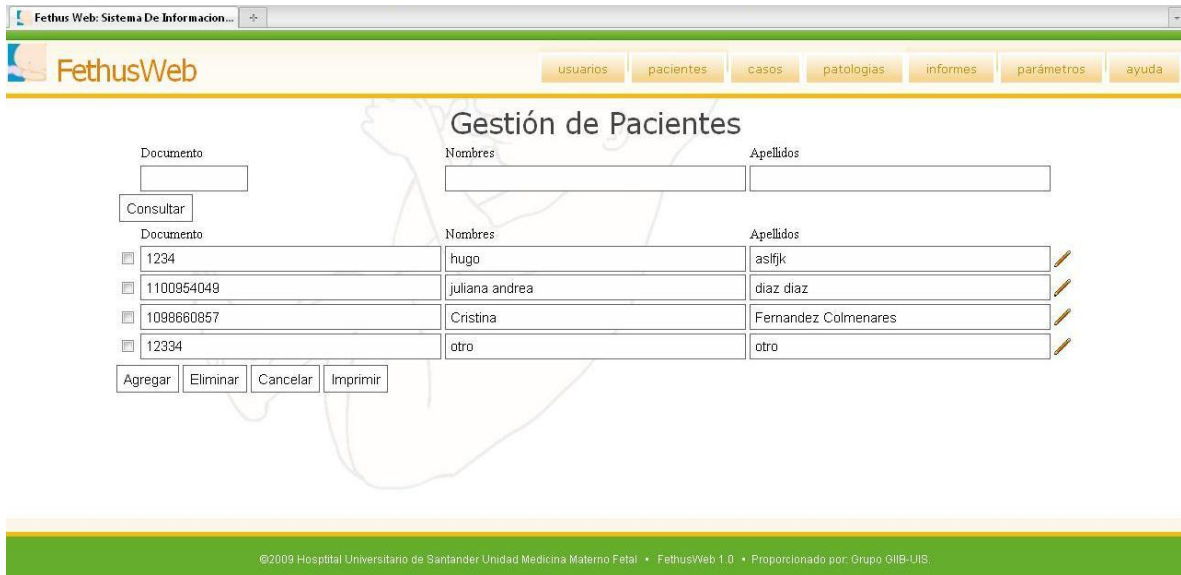 Fethus Web: Sistema De Informacion...
FethusWeb
usuarios pacientes casos patologias informes parámetros ayuda
Gestión de Pacientes
Documento Nombres Apellidos
Consultar
Documento Nombres Apellidos
1234 hugo aslfjk
1100954049 juliana andrea diaz diaz
1098660857 Cristina Fernandez Colmenares
12334 otro otro
Agregar Eliminar Cancelar Imprimir
©2009 Hosptital Universitario de Santander Unidad Medicina Materno Fetal • FethusWeb 1.0 • Proporcionado por: Grupo GIIB-UIS.